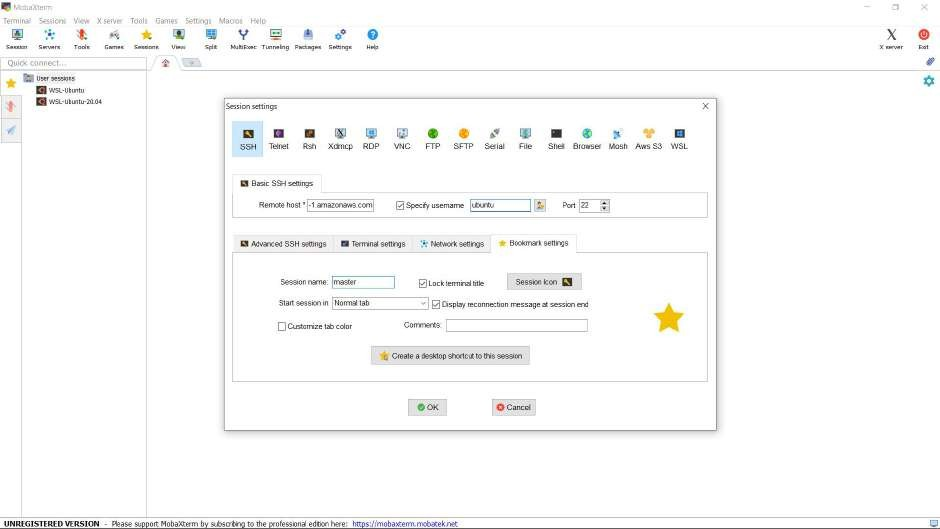 MobaXterm
Terminal Sessions View X server Tools Games Settings Macros Help
Session Servers Tools Games Sessions View Split MultiExec Tunneling Packages Settings Help X server Exit
Quick connect...
User sessions
WSL-Ubuntu
WSL-Ubuntu-20.04
Session settings
SSH Telnet Rsh Xdmcp RDP VNC FTP SFTP Serial File Shell Browser Mosh Aws S3 WSL
Basic SSH settings
Remote host * -1.amazonaws.com Specify username ubuntu Port 22
Advanced SSH settings Terminal settings Network settings Bookmark settings
Session name: master Lock terminal title Session Icon
Start session in Normal tab Display reconnection message at session end
Customize tab color Comments:
Create a desktop shortcut to this session
OK Cancel
UNREGISTERED VERSION - Please support MobaXterm by subscribing to the professional edition here: https://mobaxterm.mobatek.net